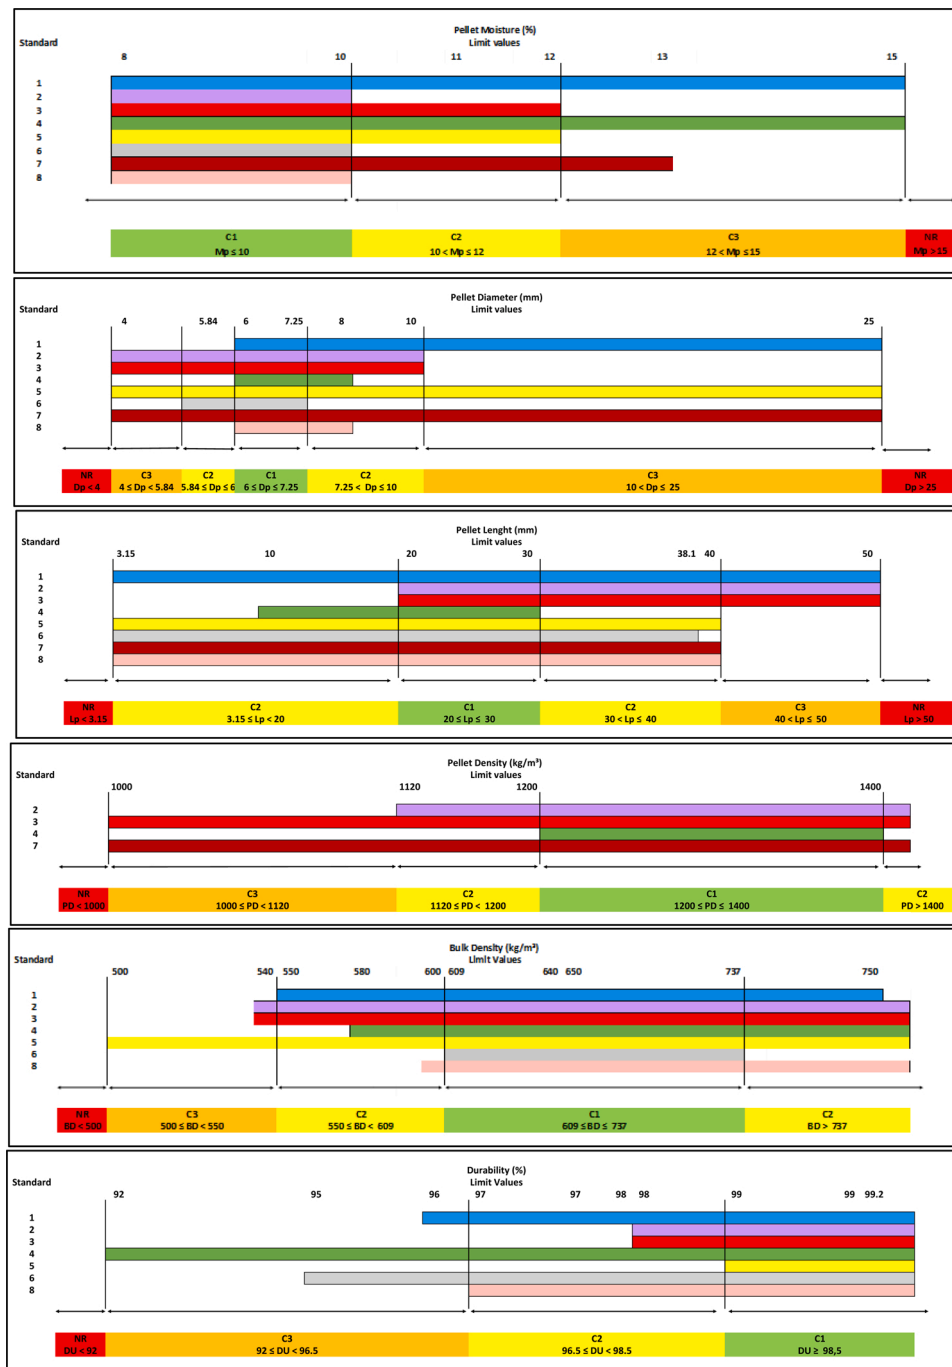 Pellet Moisture (%)
Standard Limit values
8 10 11 12 13 15
1
2
3
4
5
6
7
8
C1 C2 C3 NR
Mp ≤ 10 10 < Mp ≤ 12 12 < Mp ≤ 15 Mp > 15
Pellet Diameter (mm)
Standard Limit values
4 5.84 6 7.25 8 10 25
1
2
3
4
5
6
7
8
NR C3 C2 C1 C2 C3 NR
Dp < 4 4 ≤ Dp < 5.84 5.84 ≤ Dp ≤ 6 6 ≤ Dp ≤ 7.25 7.25 < Dp ≤ 10 10 < Dp ≤ 25 Dp > 25
Pellet Lenght (mm)
Standard Limit values
3.15 10 20 30 38.1 40 50
1
2
3
4
5
6
7
8
NR C2 C1 C2 C3 NR
Lp < 3.15 3.15 ≤ Lp < 20 20 ≤ Lp ≤ 30 30 < Lp ≤ 40 40 < Lp ≤ 50 Lp > 50
Pellet Density (kg/m³)
Standard Limit values
1000 1120 1200 1400
2
3
4
7
NR C3 C2 C1 C2
PD < 1000 1000 ≤ PD < 1120 1120 ≤ PD < 1200 1200 ≤ PD ≤ 1400 PD > 1400
Bulk Density (kg/m³)
Standard Limit Values
500 540 550 580 600 609 640 650 737 750
1
2
3
4
5
6
8
NR C3 C2 C1 C2
BD < 500 500 ≤ BD < 550 550 ≤ BD < 609 609 ≤ BD ≤ 737 BD > 737
Durability (%)
Standard Limit Values
92 95 96 97 97 98 98 99 99 99.2
1
2
3
4
5
6
8
NR C3 C2 C1
DU < 92 92 ≤ DU < 96.5 96.5 ≤ DU < 98.5 DU ≥ 98,5